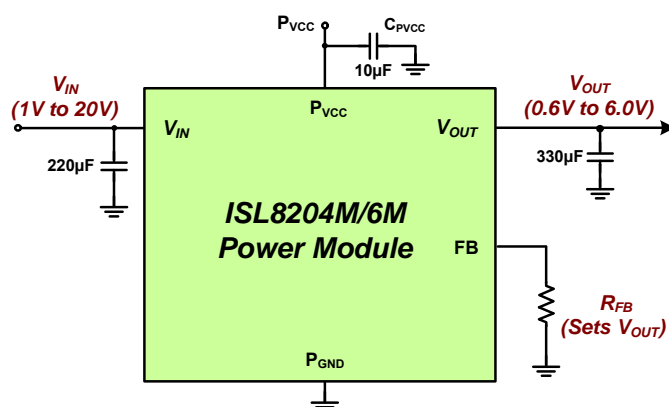 PVCC
CPVCC
10µF
VIN
(1V to 20V)
VOUT
(0.6V to 6.0V)
PVCC
VIN
VOUT
220µF
330µF
ISL8204M/6M
Power Module
FB
RFB
(Sets VOUT)
PGND